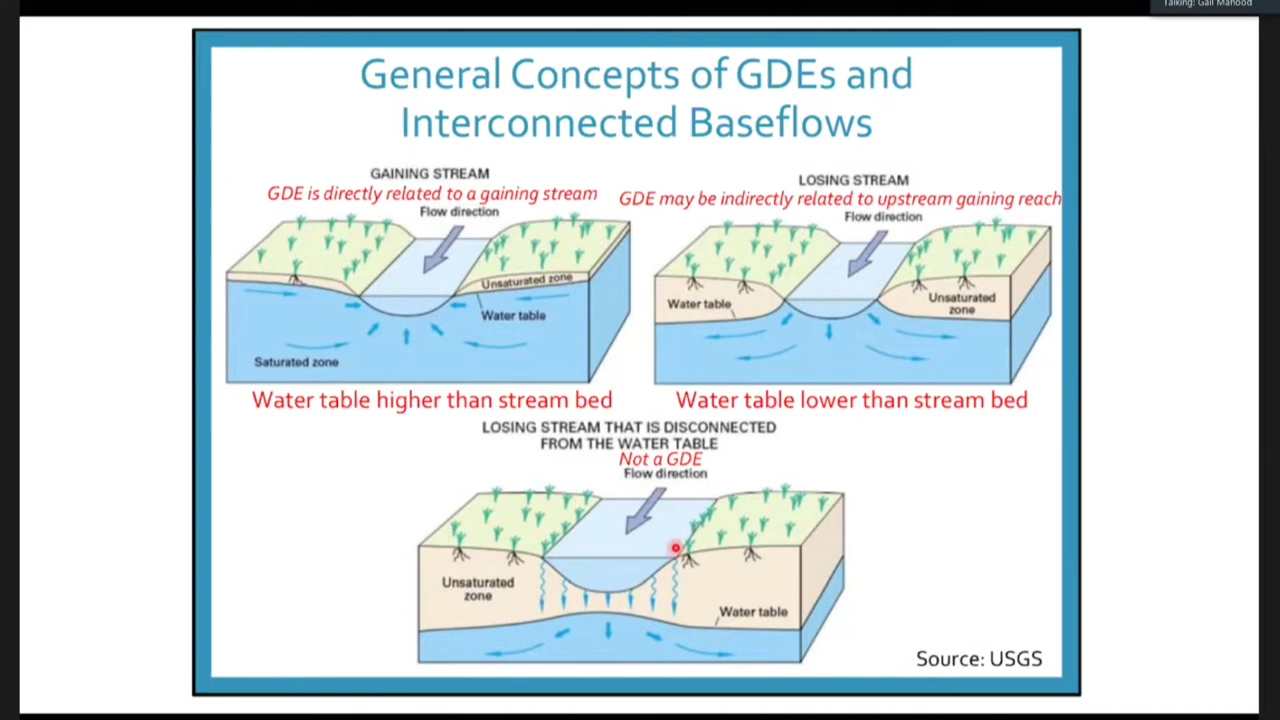 Talking: Gail Mahood
General Concepts of GDEs and
Interconnected Baseflows
GAINING STREAM
GDE is directly related to a gaining stream
Flow direction
Unsaturated zone
Water table
Saturated zone
Water table higher than stream bed
LOSING STREAM
GDE may be indirectly related to upstream gaining reach
Flow direction
Water table
Unsaturated
zone
Water table lower than stream bed
LOSING STREAM THAT IS DISCONNECTED
FROM THE WATER TABLE
Not a GDE
Flow direction
Unsaturated
zone
Water table
Source: USGS